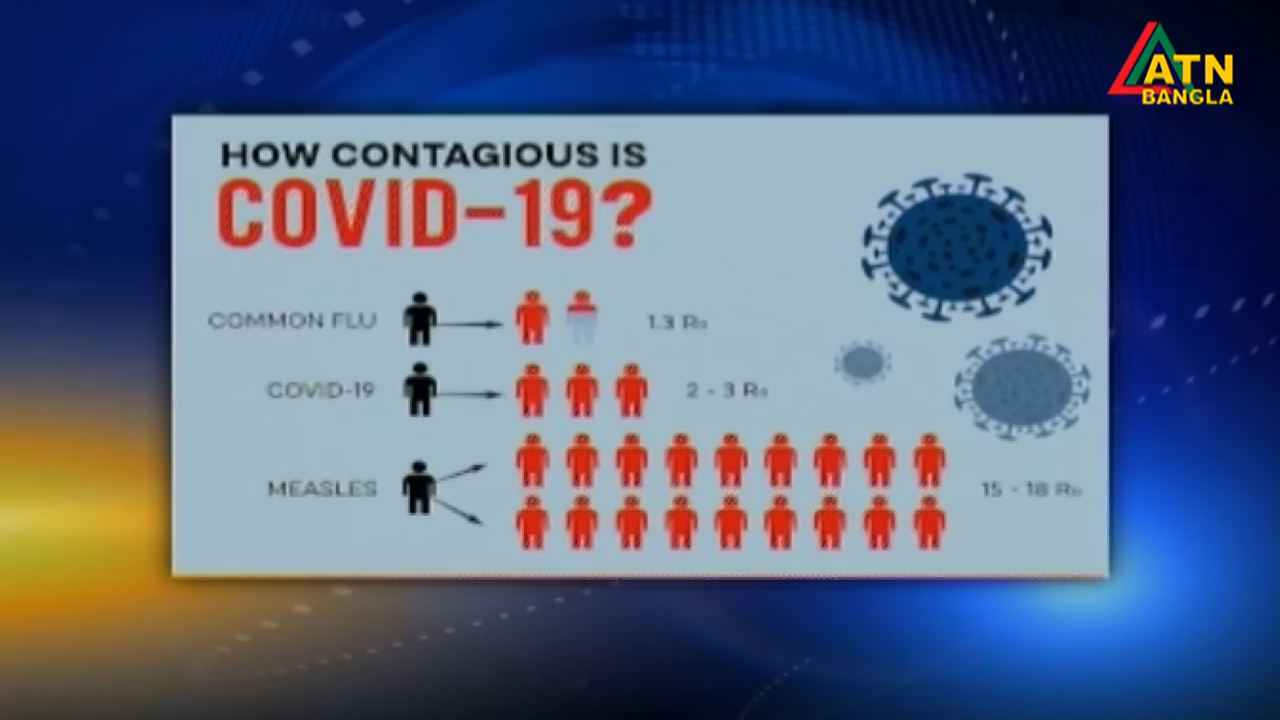 ATN
BANGLA
HOW CONTAGIOUS IS
COVID-19?
COMMON FLU
1.3 R₀
COVID-19
2 - 3 R₀
MEASLES
15 - 18 R₀